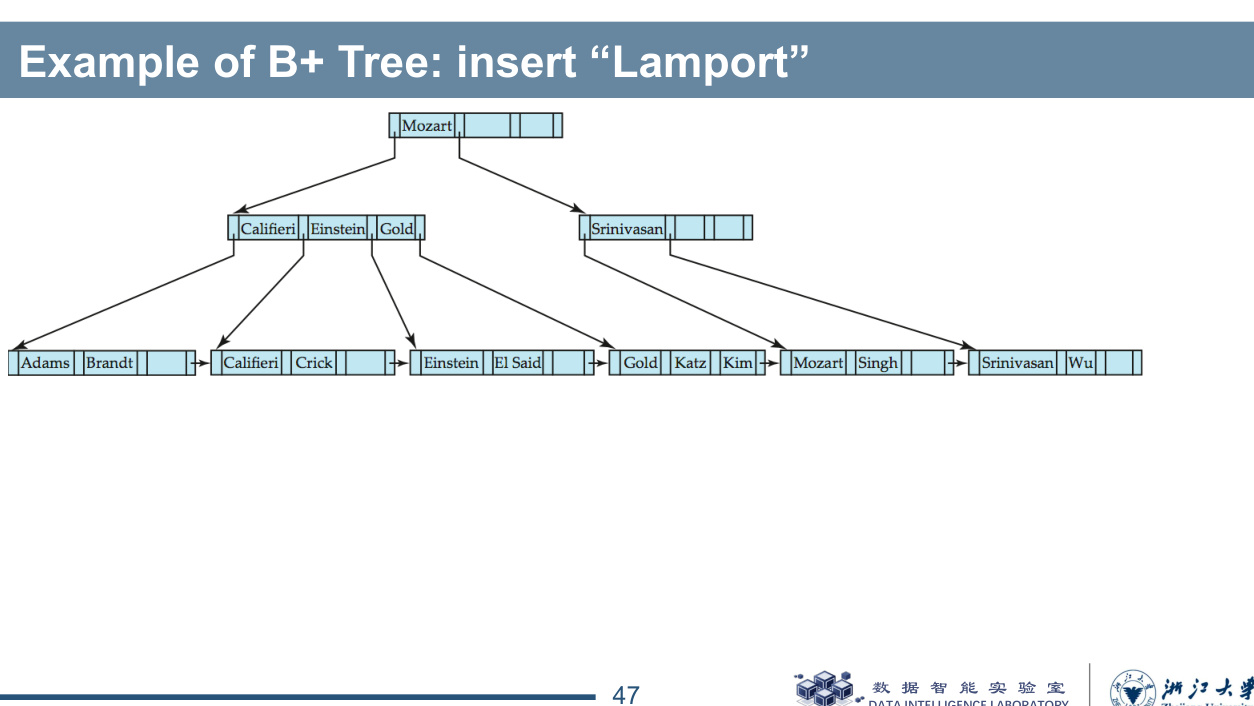 Example of B+ Tree: insert “Lamport”
Mozart
Califieri Einstein Gold
Srinivasan
Adams Brandt
Califieri Crick
Einstein El Said
Gold Katz Kim
Mozart Singh
Srinivasan Wu
47
数据智能实验室
DATA INTELLIGENCE LABORATORY
浙江大学